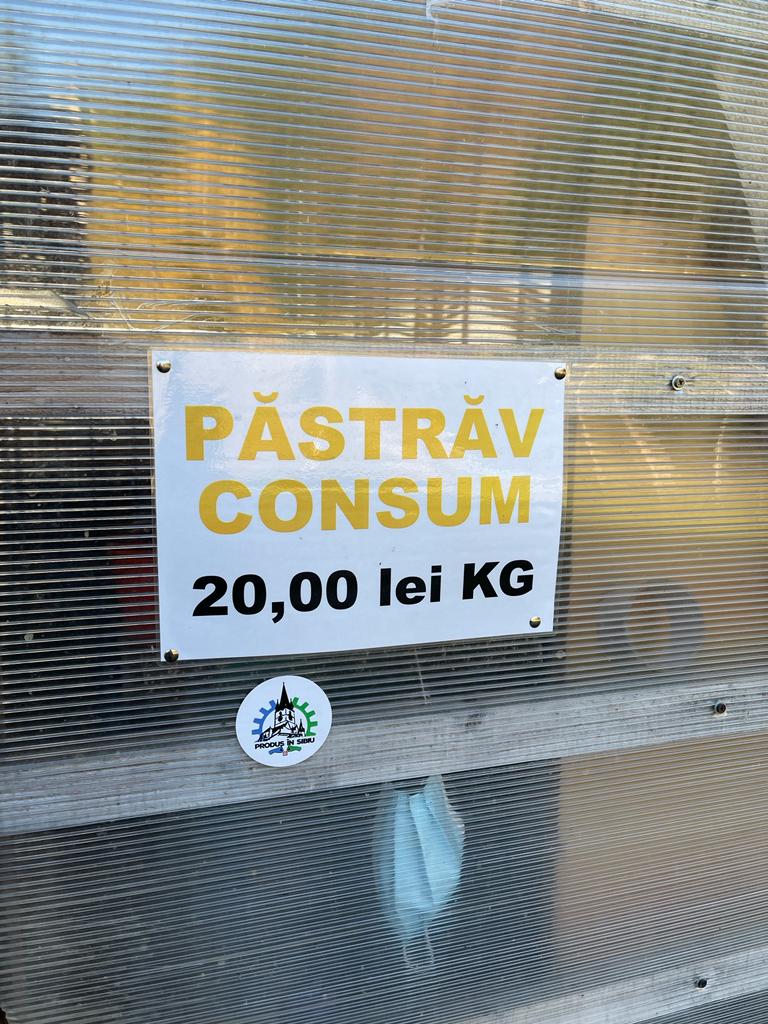 PĂSTRĂV
CONSUM
20,00 lei KG
PRODUS ÎN SIBIU